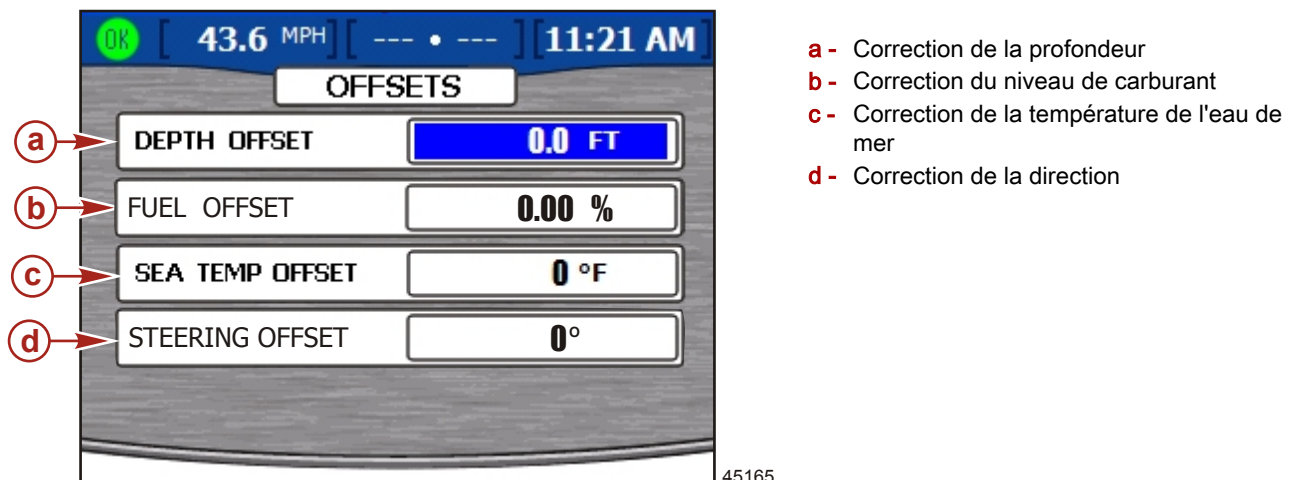 OK [ 43.6 MPH ] [ --- • --- ] [ 11:21 AM ]
OFFSETS
a DEPTH OFFSET 0.0 FT
b FUEL OFFSET 0.00 %
c SEA TEMP OFFSET 0 °F
d STEERING OFFSET 0°
45165
a - Correction de la profondeur
b - Correction du niveau de carburant
c - Correction de la température de l'eau de
mer
d - Correction de la direction